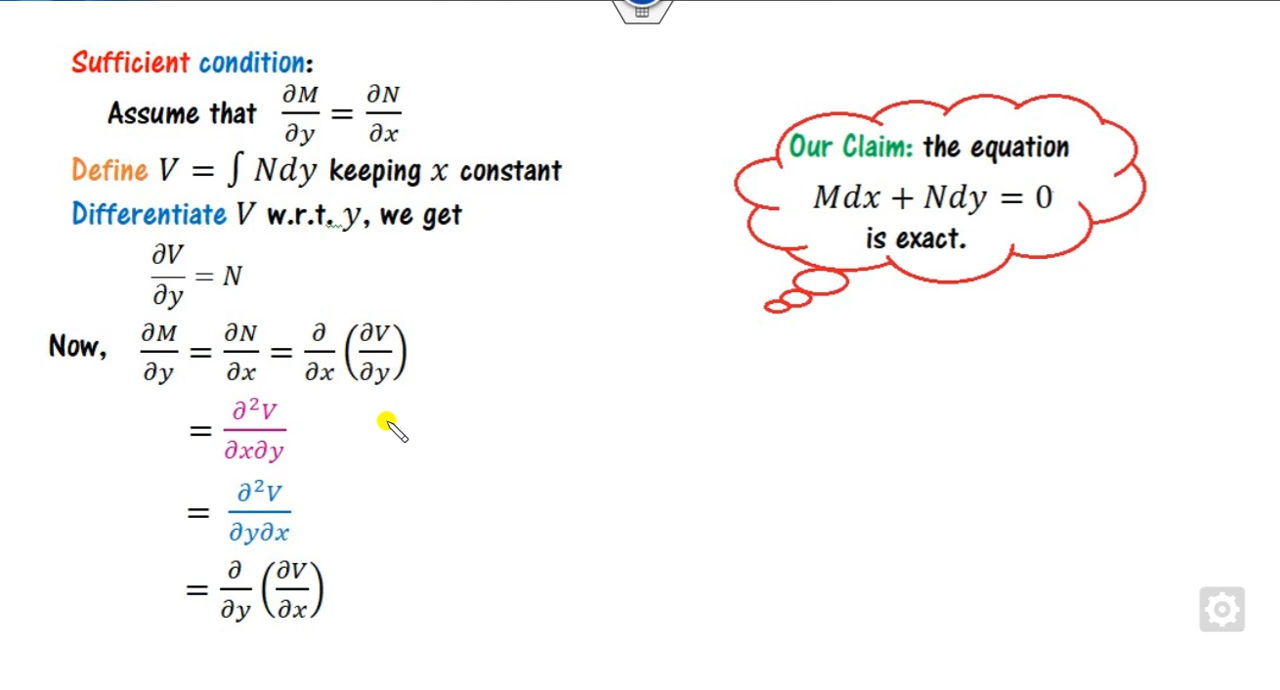 Sufficient condition:
Assume that ∂M/∂y = ∂N/∂x
Define V = ∫ Ndy keeping x constant
Differentiate V w.r.t. y, we get
∂V/∂y = N
Now, ∂M/∂y = ∂N/∂x = ∂/∂x (∂V/∂y)
= ∂²V/∂x∂y
= ∂²V/∂y∂x
= ∂/∂y (∂V/∂x)
Our Claim: the equation
Mdx + Ndy = 0
is exact.